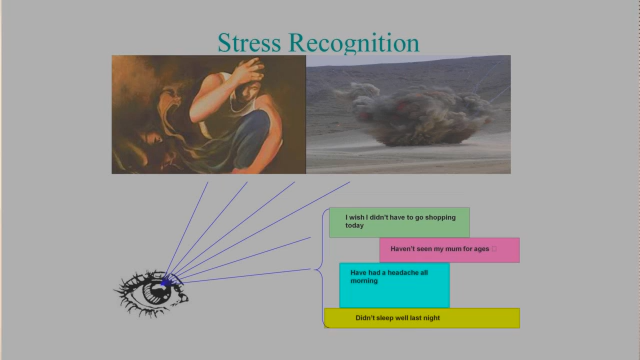 Stress Recognition
I wish I didn't have to go shopping
today
Haven't seen my mum for ages
Have had a headache all
morning
Didn't sleep well last night